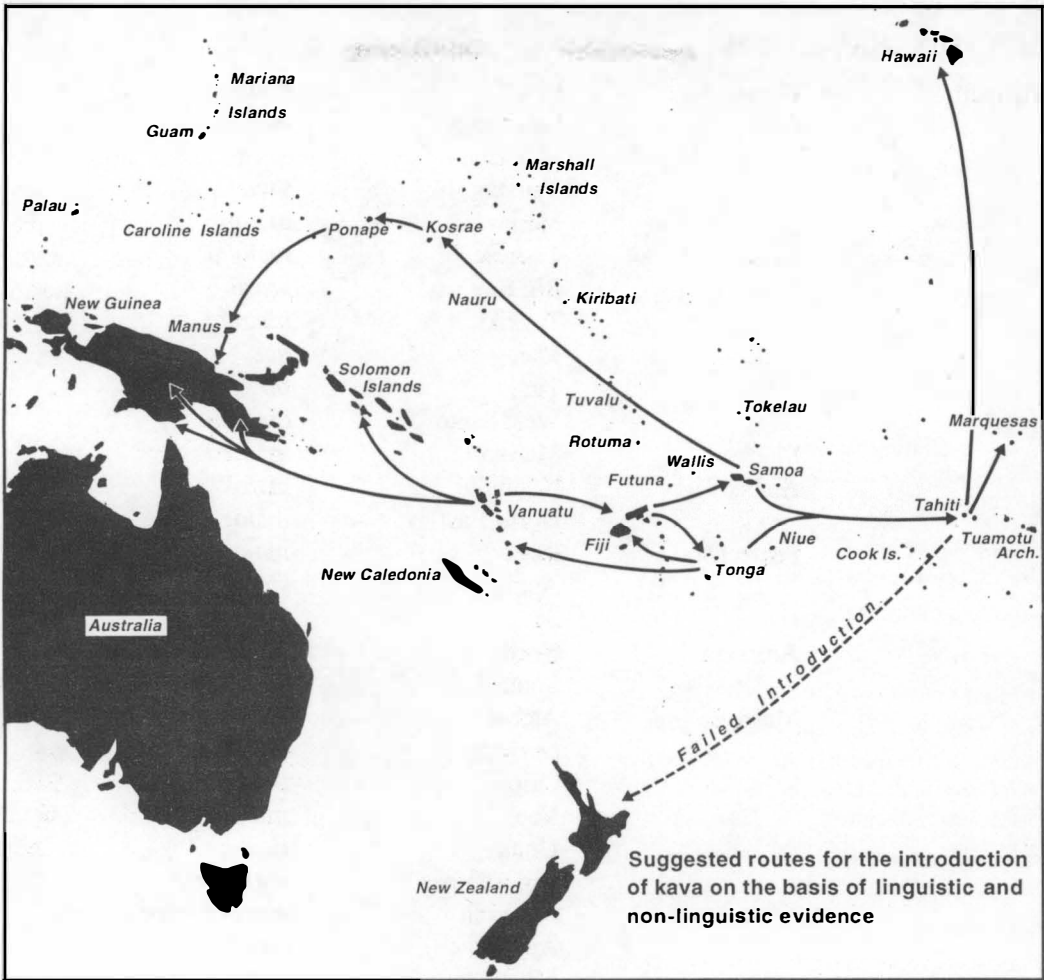 Hawaii
Mariana
Islands
Guam
Marshall
Islands
Palau
Caroline Islands
Ponape
Kosrae
New Guinea
Manus
Nauru
Kiribati
Solomon
Islands
Tuvalu
Tokelau
Marquesas
Rotuma
Wallis
Futuna
Samoa
Vanuatu
Tahiti
Fiji
Niue
Tuamotu
Arch.
Cook Is.
New Caledonia
Tonga
Australia
Failed Introduction
New Zealand
Suggested routes for the introduction
of kava on the basis of linguistic and
non-linguistic evidence